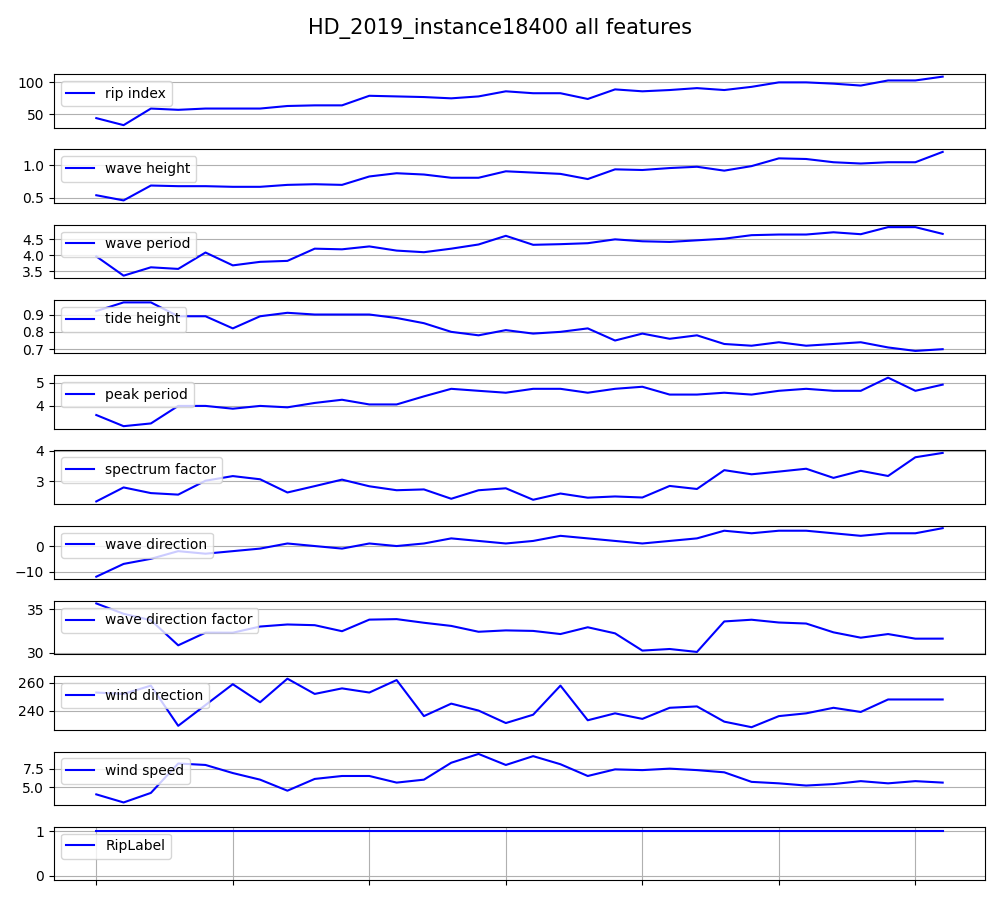 HD_2019_instance18400 all features
100
50
rip index
1.0
0.5
wave height
4.5
4.0
3.5
wave period
0.9
0.8
0.7
tide height
5
4
peak period
4
3
spectrum factor
0
−10
wave direction
35
30
wave direction factor
260
240
wind direction
7.5
5.0
wind speed
1
0
RipLabel